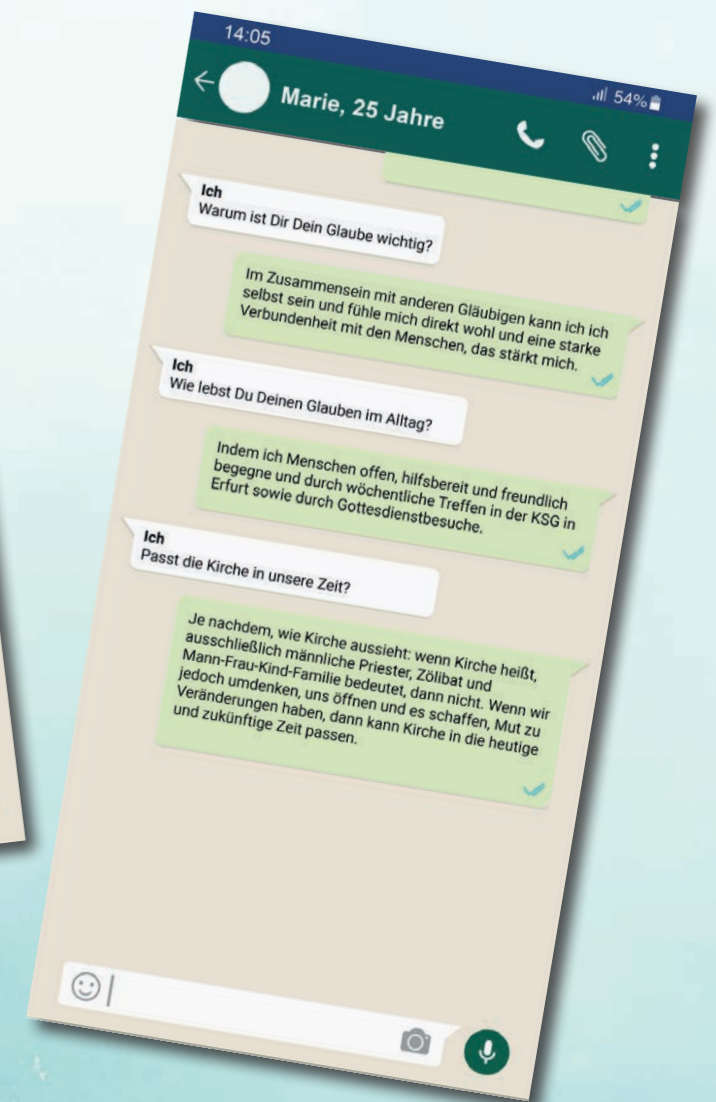 14:05
54%
Marie, 25 Jahre
Ich
Warum ist Dir Dein Glaube wichtig?
Im Zusammensein mit anderen Gläubigen kann ich ich
selbst sein und fühle mich direkt wohl und eine starke
Verbundenheit mit den Menschen, das stärkt mich.
Ich
Wie lebst Du Deinen Glauben im Alltag?
Indem ich Menschen offen, hilfsbereit und freundlich
begegne und durch wöchentliche Treffen in der KSG in
Erfurt sowie durch Gottesdienstbesuche.
Ich
Passt die Kirche in unsere Zeit?
Je nachdem, wie Kirche aussieht: wenn Kirche heißt,
ausschließlich männliche Priester, Zölibat und
Mann-Frau-Kind-Familie bedeutet, dann nicht. Wenn wir
jedoch umdenken, uns öffnen und es schaffen, Mut zu
Veränderungen haben, dann kann Kirche in die heutige
und zukünftige Zeit passen.